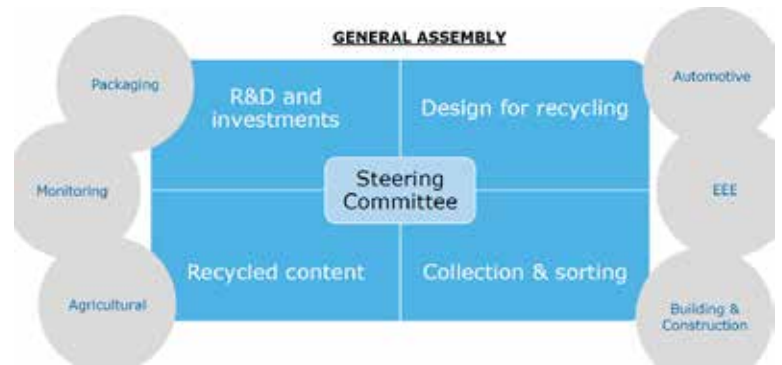 GENERAL ASSEMBLY
Packaging
Automotive
R&D and
investments
Design for recycling
Monitoring
Steering
Committee
EEE
Recycled content
Collection & sorting
Agricultural
Building &
Construction